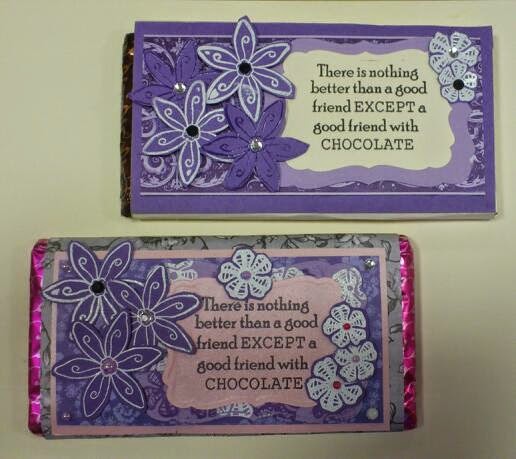 There is nothing
better than a good
friend EXCEPT a
good friend with
CHOCOLATE
There is nothing
better than a good
friend EXCEPT a
good friend with
CHOCOLATE